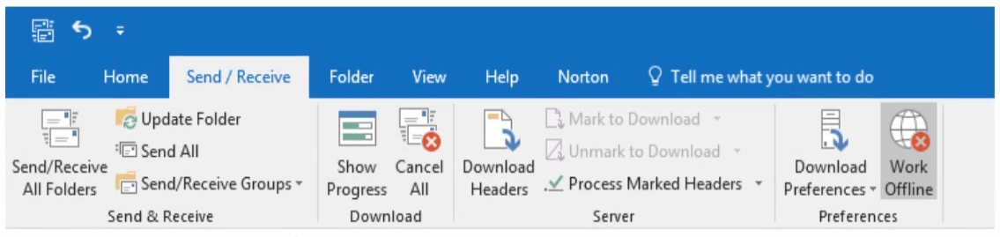 File Home Send / Receive Folder View Help Norton Tell me what you want to do
Update Folder
Send All
Send/Receive Groups
Send/Receive
All Folders
Send & Receive
Show
Progress
Cancel
All
Download
Download
Headers
Mark to Download
Unmark to Download
Process Marked Headers
Server
Download
Preferences
Work
Offline
Preferences